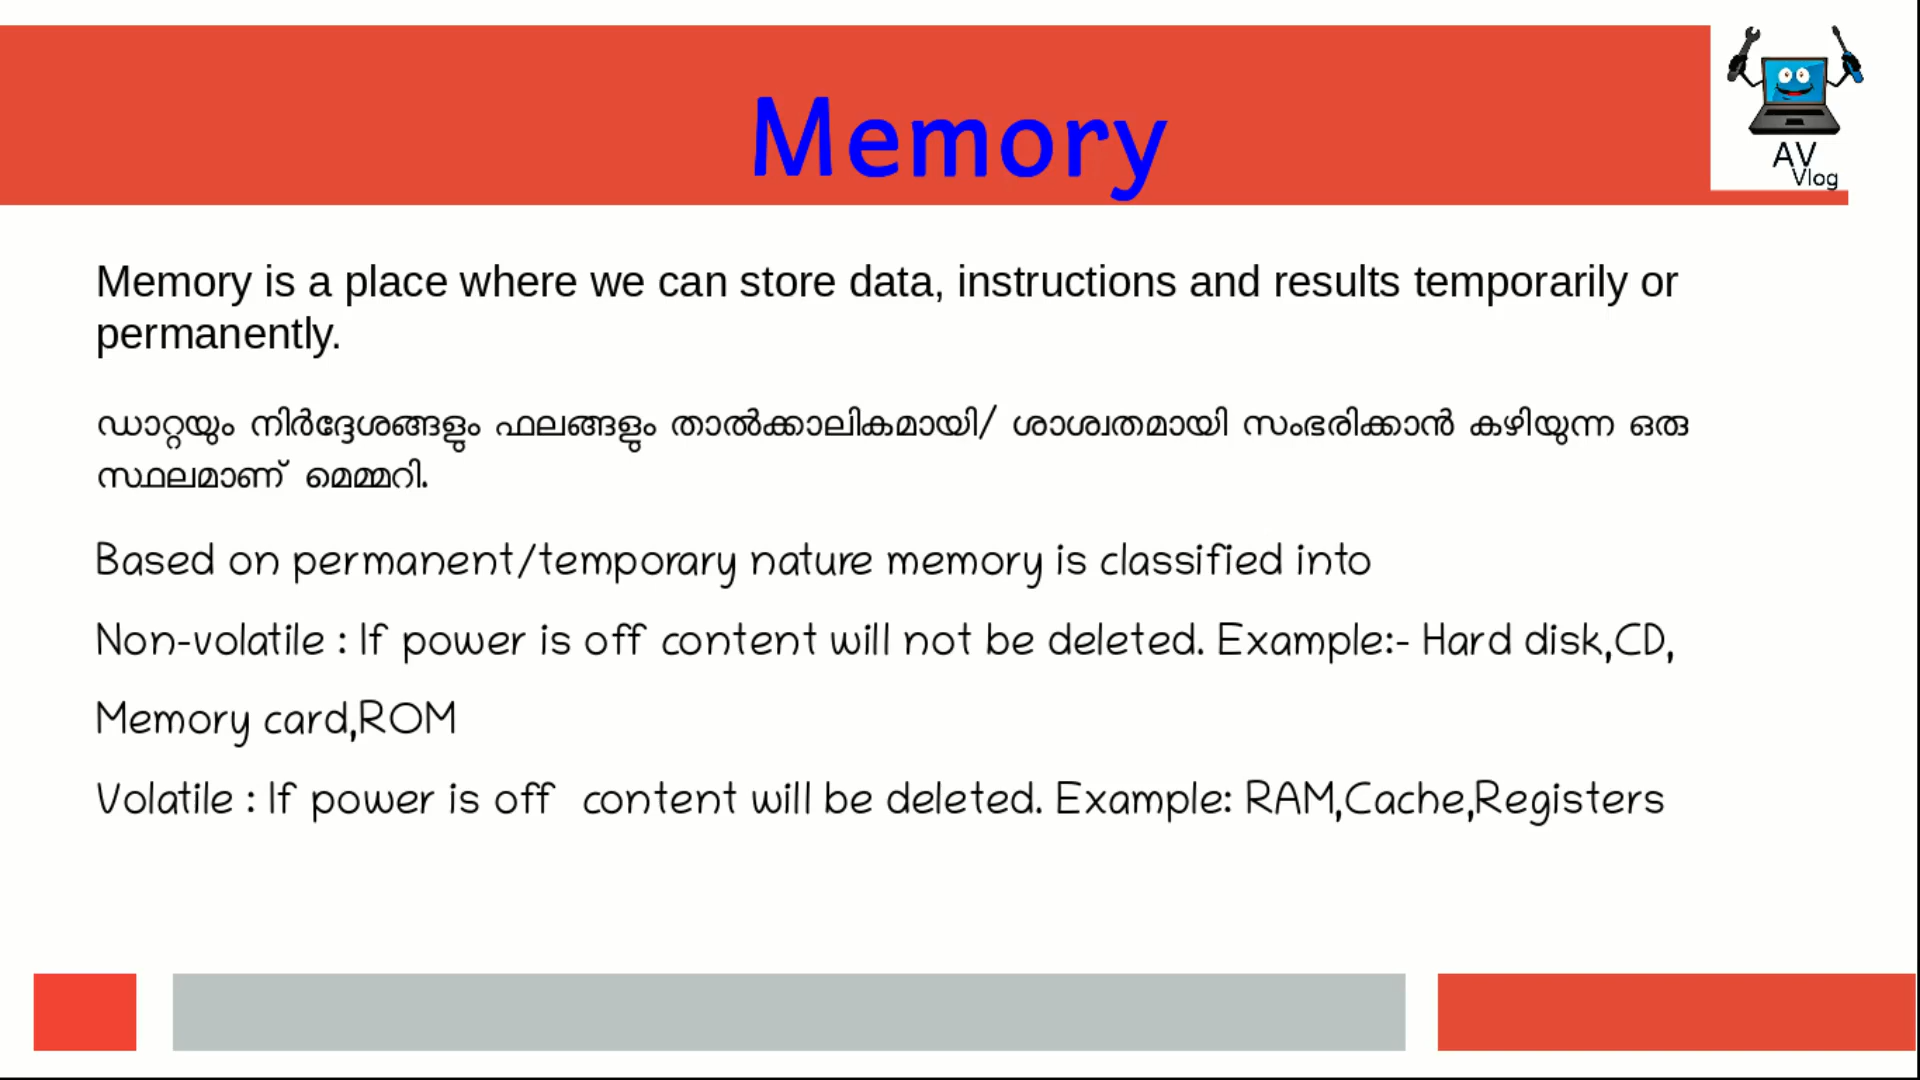 Memory
AV
Vlog
Memory is a place where we can store data, instructions and results temporarily or
permanently.
ഡാറ്റയും നിർദ്ദേശങ്ങളും ഫലങ്ങളും താൽക്കാലികമായി/ ശാശ്വതമായി സംഭരിക്കാൻ കഴിയുന്ന ഒരു
സ്ഥലമാണ് മെമ്മറി.
Based on permanent/temporary nature memory is classified into
Non-volatile : If power is off content will not be deleted. Example:- Hard disk,CD,
Memory card,ROM
Volatile : If power is off  content will be deleted. Example: RAM,Cache,Registers